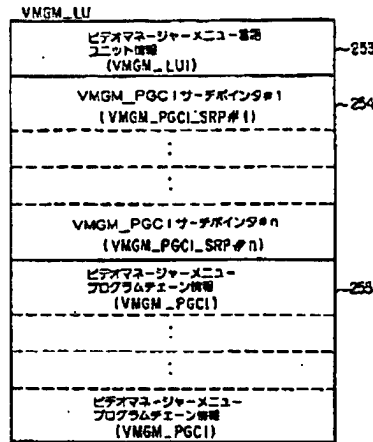 VMGM_LU
ビデオマネージャーメニュー言語
ユニット情報
(VMGM_LUI)
253
VMGM_PGCIサーチポインタ#1
(VMGM_PGCI_SRP#1)
254
VMGM_PGCIサーチポインタ#n
(VMGM_PGCI_SRP#n)
ビデオマネージャーメニュー
プログラムチェーン情報
(VMGM_PGCI)
255
ビデオマネージャーメニュー
プログラムチェーン情報
(VMGM_PGCI)